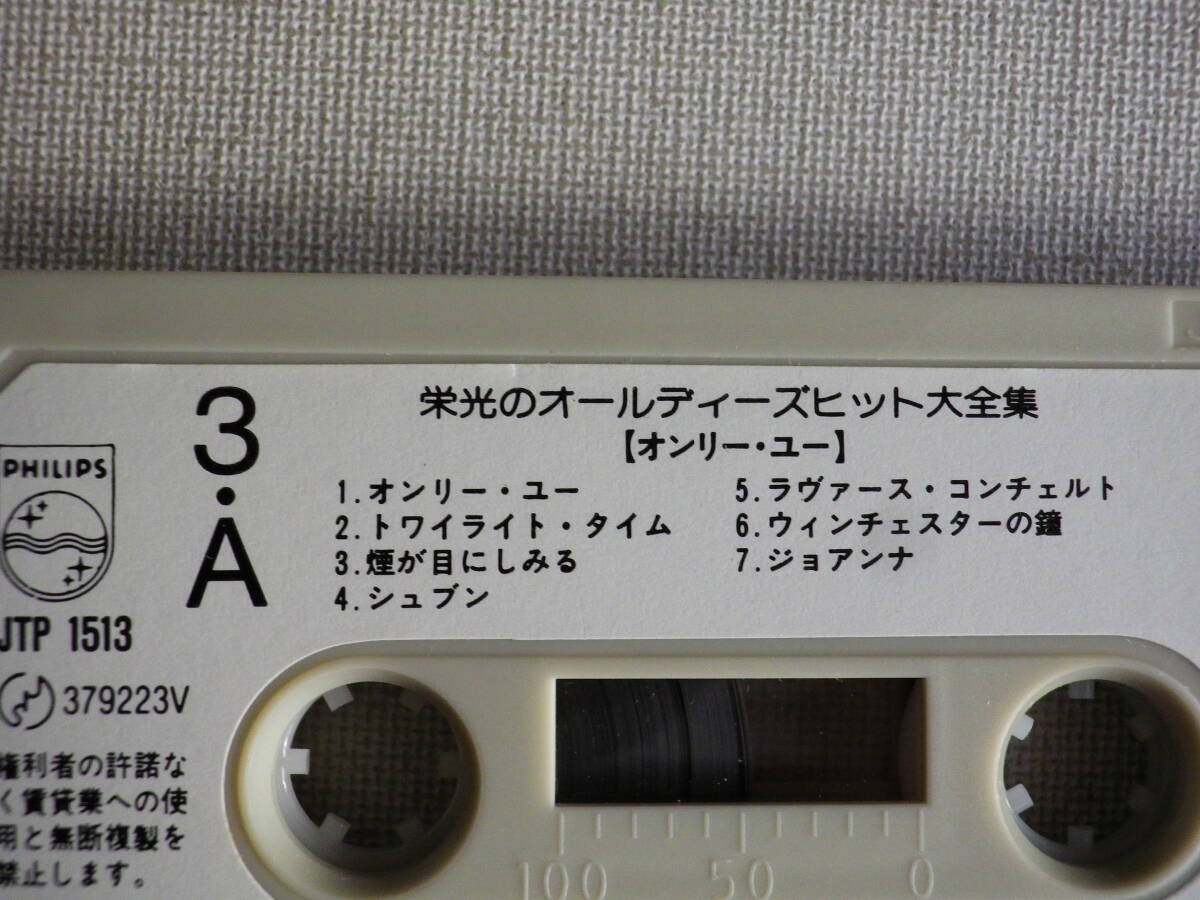 栄光のオールディーズヒット大全集
【オンリー・ユー】
3・A
1.オンリー・ユー
2.トワイライト・タイム
3.煙が目にしみる
4.シュブン
5.ラヴァース・コンチェルト
6.ウィンチェスターの鐘
7.ジョアンナ
PHILIPS
JTP 1513
379223V
権利者の許諾な
く賃貸業への使
用と無断複製を
禁止します。
100 50 0